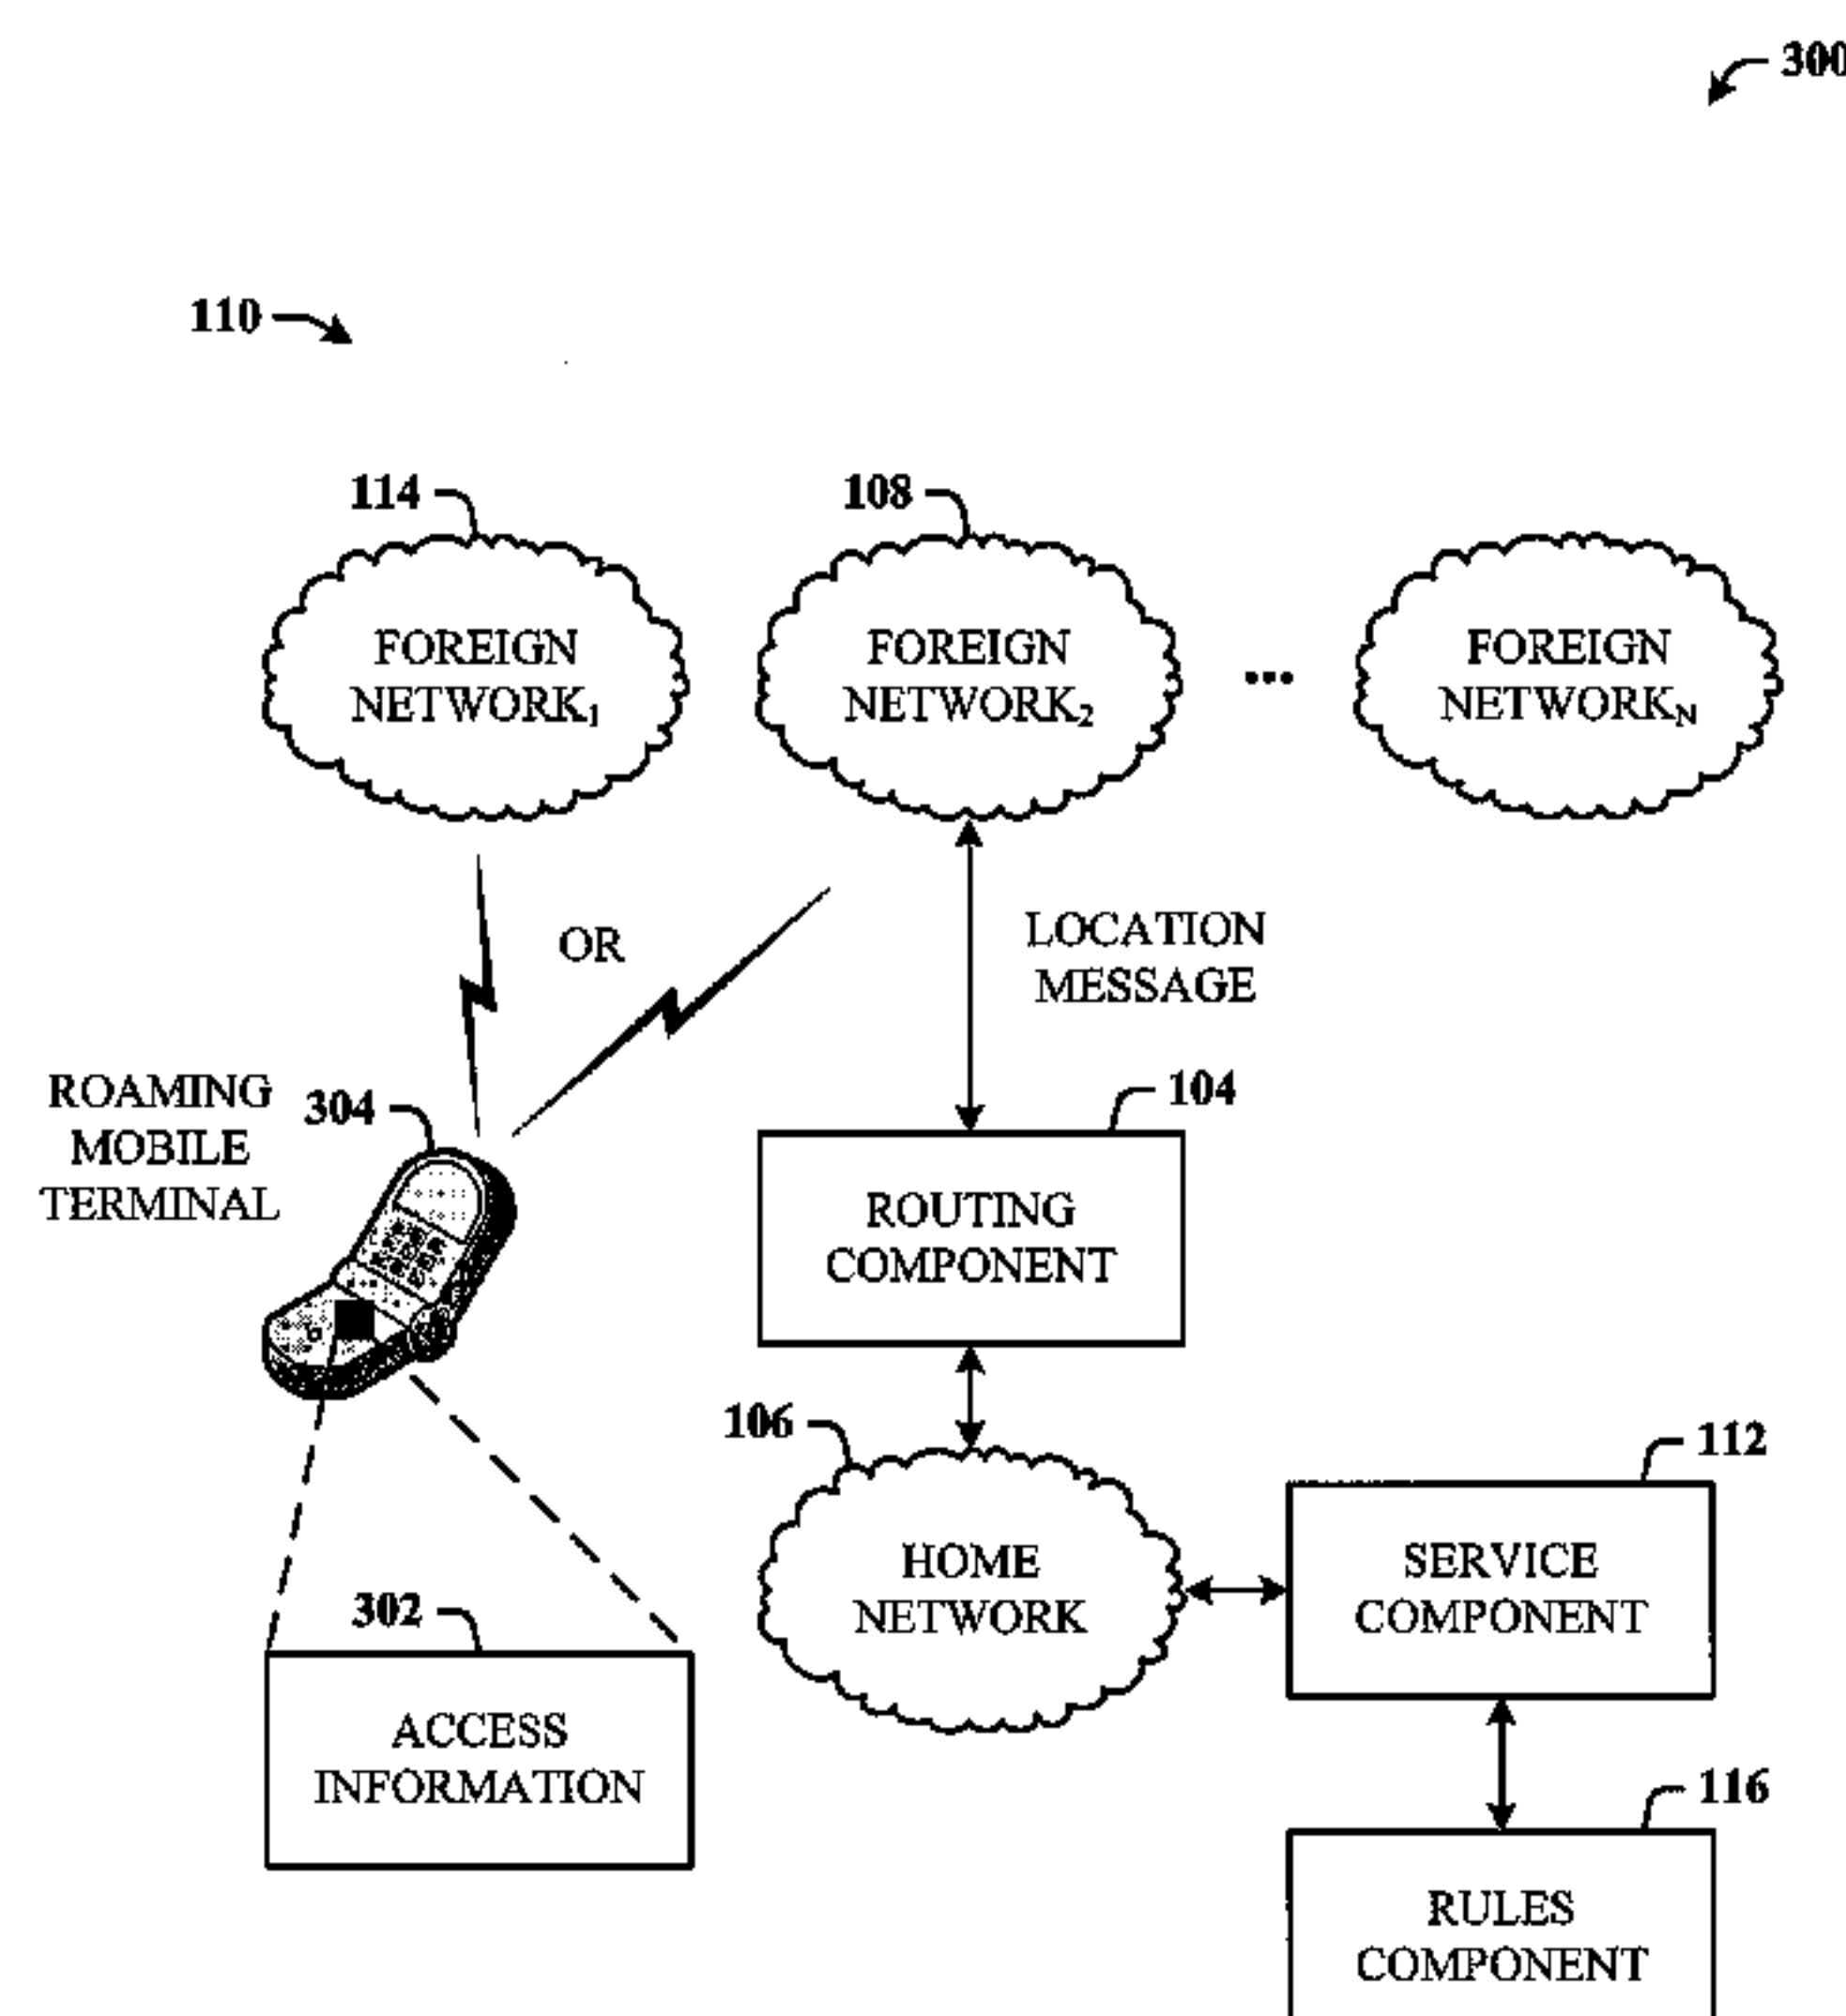 300
110
114
108
FOREIGN
NETWORK₁
FOREIGN
NETWORK₂
...
FOREIGN
NETWORK_N
OR
LOCATION
MESSAGE
ROAMING
MOBILE
TERMINAL
304
104
ROUTING
COMPONENT
106
112
HOME
NETWORK
SERVICE
COMPONENT
302
ACCESS
INFORMATION
116
RULES
COMPONENT